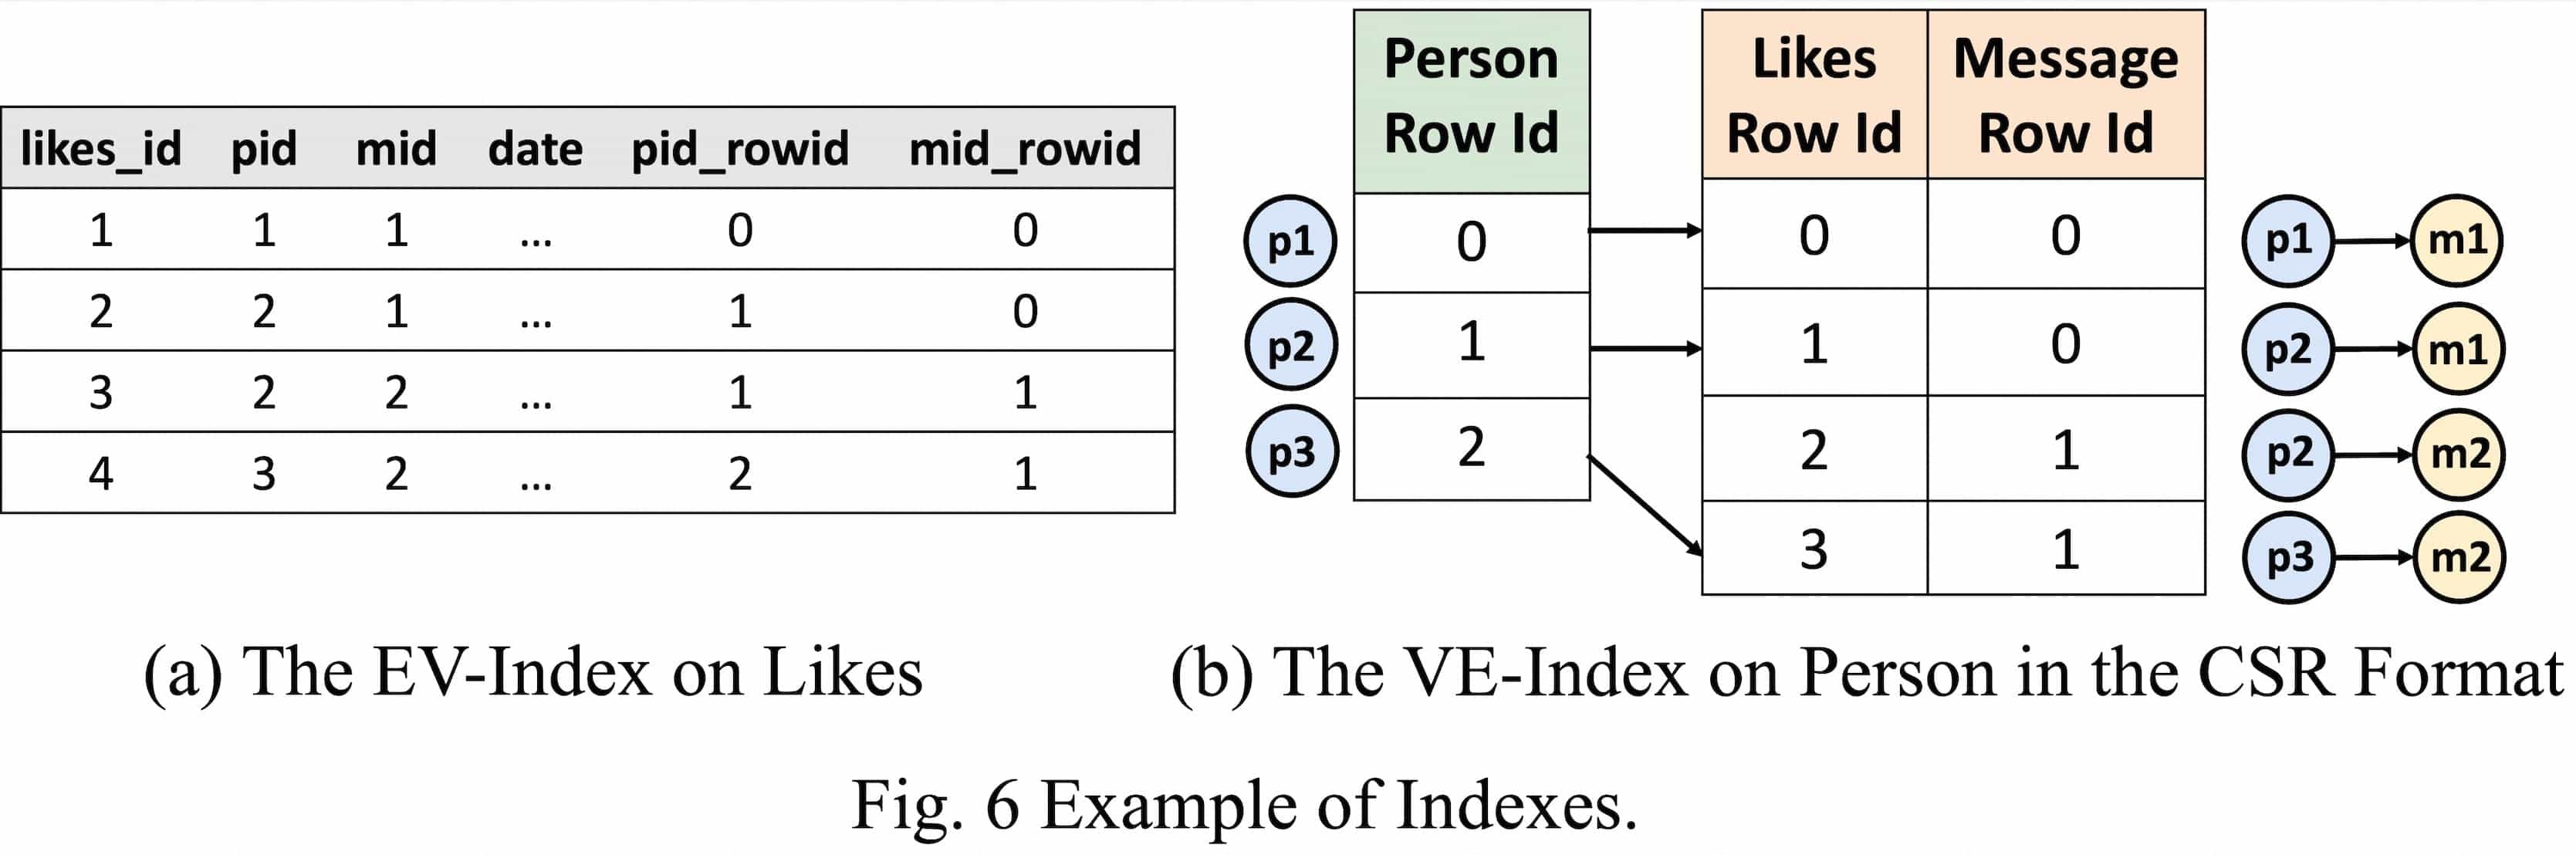 likes_id pid mid date pid_rowid mid_rowid
1 1 1 ... 0 0
2 2 1 ... 1 0
3 2 2 ... 1 1
4 3 2 ... 2 1
(a) The EV-Index on Likes
Person
Row Id
Likes
Row Id
Message
Row Id
p1 0 0 0 p1 m1
p2 1 1 0 p2 m1
p3 2 2 1 p2 m2
3 1 p3 m2
(b) The VE-Index on Person in the CSR Format
Fig. 6 Example of Indexes.